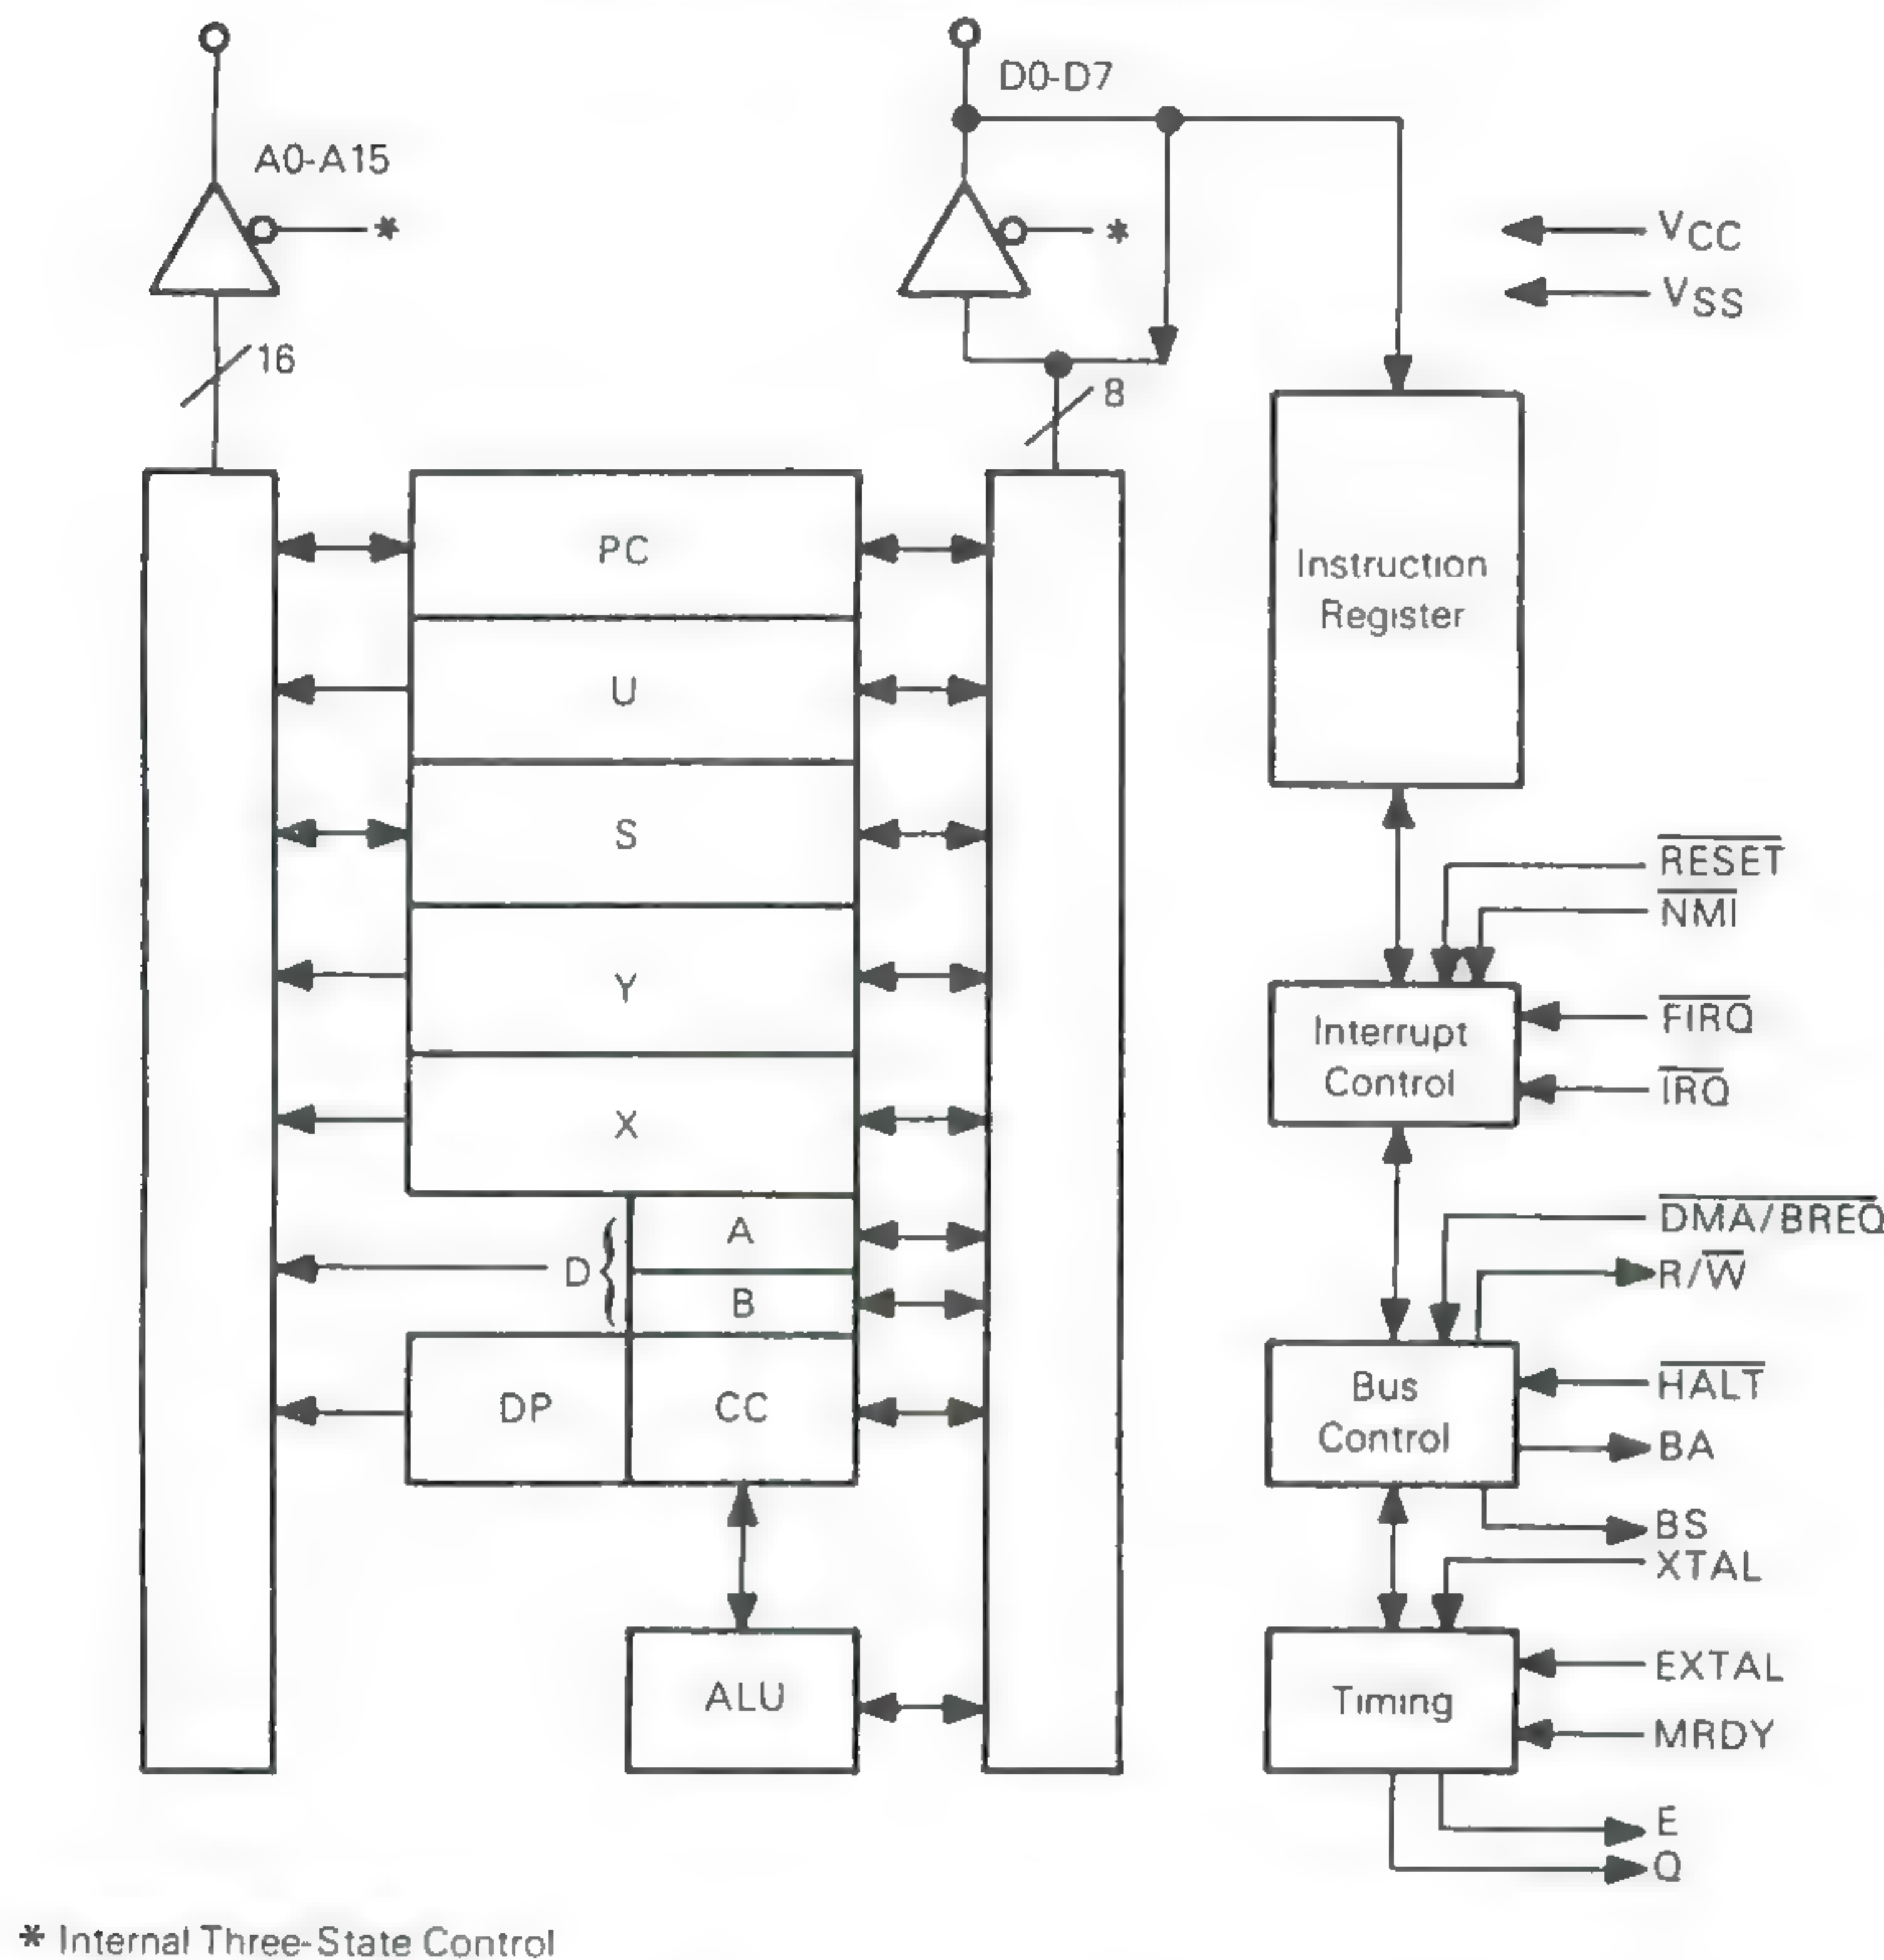 D0-D7
A0-A15
*
*
VCC
VSS
16
8
PC
Instruction
Register
U
S
RESET
NMI
Y
Interrupt
Control
FIRQ
IRQ
X
A
DMA/BREQ
D{
R/W
B
DP
CC
Bus
Control
HALT
BA
BS
XTAL
ALU
Timing
EXTAL
MRDY
E
Q
* Internal Three-State Control